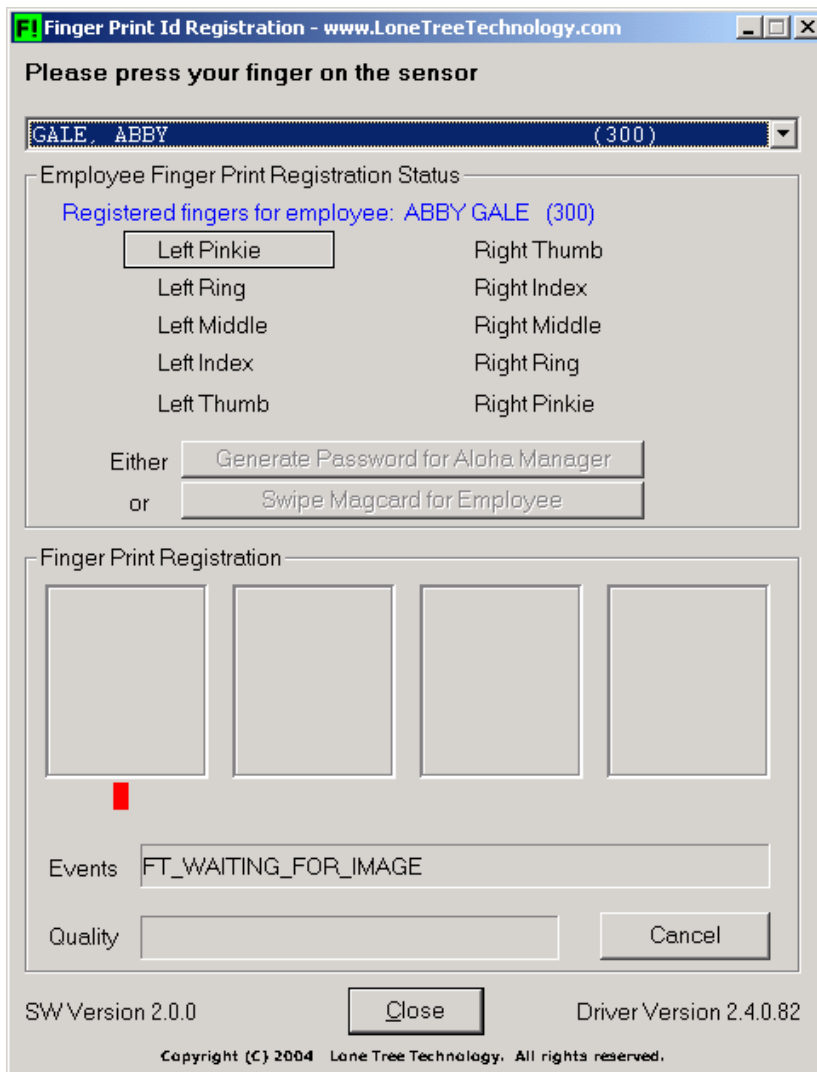 F! Finger Print Id Registration - www.LoneTreeTechnology.com
Please press your finger on the sensor
GALE, ABBY (300)
Employee Finger Print Registration Status
Registered fingers for employee: ABBY GALE (300)
Left Pinkie Right Thumb
Left Ring Right Index
Left Middle Right Middle
Left Index Right Ring
Left Thumb Right Pinkie
Either Generate Password for Aloha Manager
or Swipe Magcard for Employee
Finger Print Registration
Events FT_WAITING_FOR_IMAGE
Quality Cancel
SW Version 2.0.0 Close Driver Version 2.4.0.82
Copyright (C) 2004 Lone Tree Technology. All rights reserved.